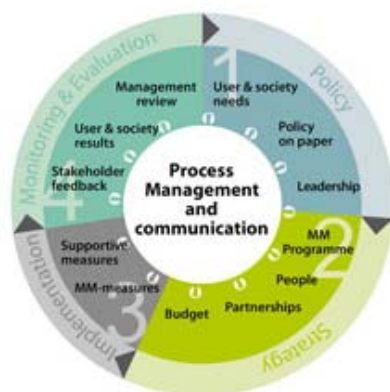 Process
Management
and
communication
1
Policy
User & society
needs
Policy
on paper
Leadership
2
Strategy
MM
Programme
People
Partnerships
Budget
3
Implementation
MM-measures
Supportive
measures
4
Monitoring & Evaluation
Stakeholder
feedback
User & society
results
Management
review